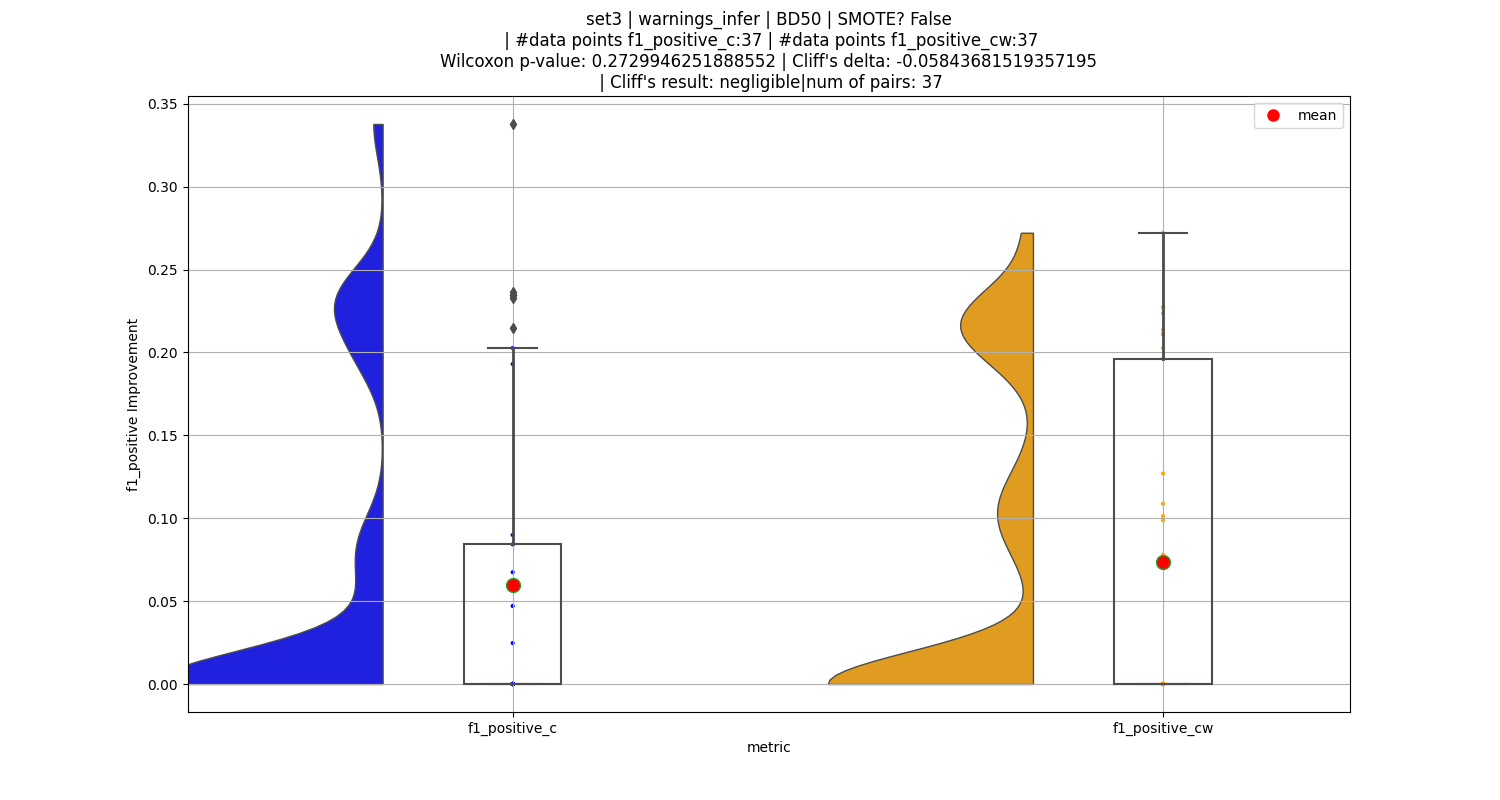 set3 | warnings_infer | BD50 | SMOTE? False
| #data points f1_positive_c:37 | #data points f1_positive_cw:37
Wilcoxon p-value: 0.2729946251888552 | Cliff's delta: -0.05843681519357195
| Cliff's result: negligible|num of pairs: 37
mean
0.35
0.30
0.25
0.20
0.15
0.10
0.05
0.00
f1_positive Improvement
f1_positive_c
f1_positive_cw
metric